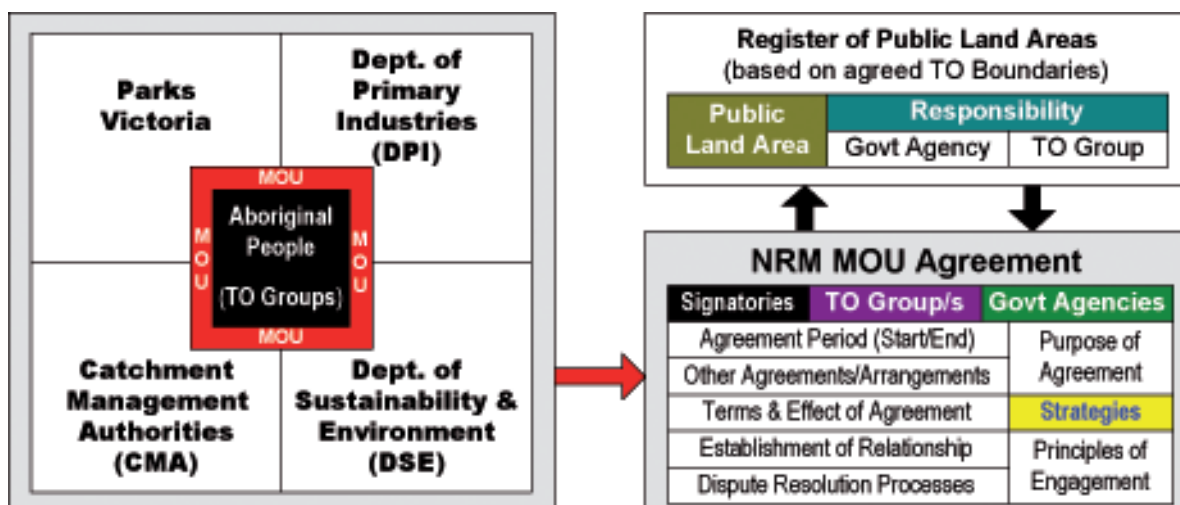 Parks
Victoria
Dept. of
Primary
Industries
(DPI)
MOU
MOU
Aboriginal
People
(TO Groups)
MOU
MOU
Catchment
Management
Authorities
(CMA)
Dept. of
Sustainability &
Environment
(DSE)
Register of Public Land Areas
(based on agreed TO Boundaries)
Public
Land Area
Responsibility
Govt Agency
TO Group
NRM MOU Agreement
Signatories
TO Group/s
Govt Agencies
Agreement Period (Start/End)
Other Agreements/Arrangements
Terms & Effect of Agreement
Establishment of Relationship
Dispute Resolution Processes
Purpose of
Agreement
Strategies
Principles of
Engagement